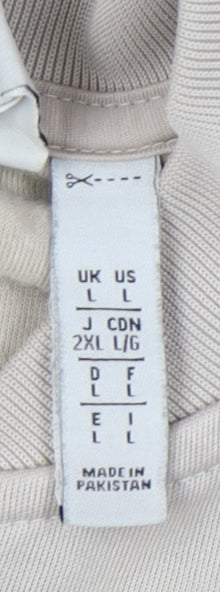 UK US
L L
J CDN
2XL L/G
D F
L L
E I
L L
MADE IN
PAKISTAN